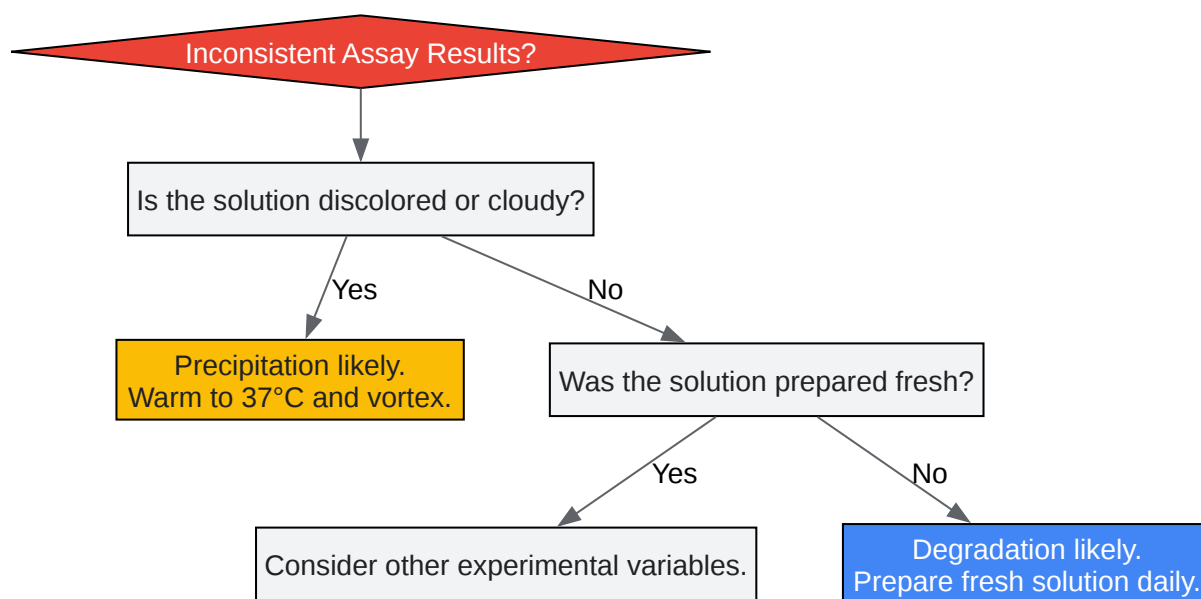 Inconsistent Assay Results?
Is the solution discolored or cloudy?
Yes
No
Precipitation likely.
Warm to 37°C and vortex.
Was the solution prepared fresh?
Yes
No
Consider other experimental variables.
Degradation likely.
Prepare fresh solution daily.